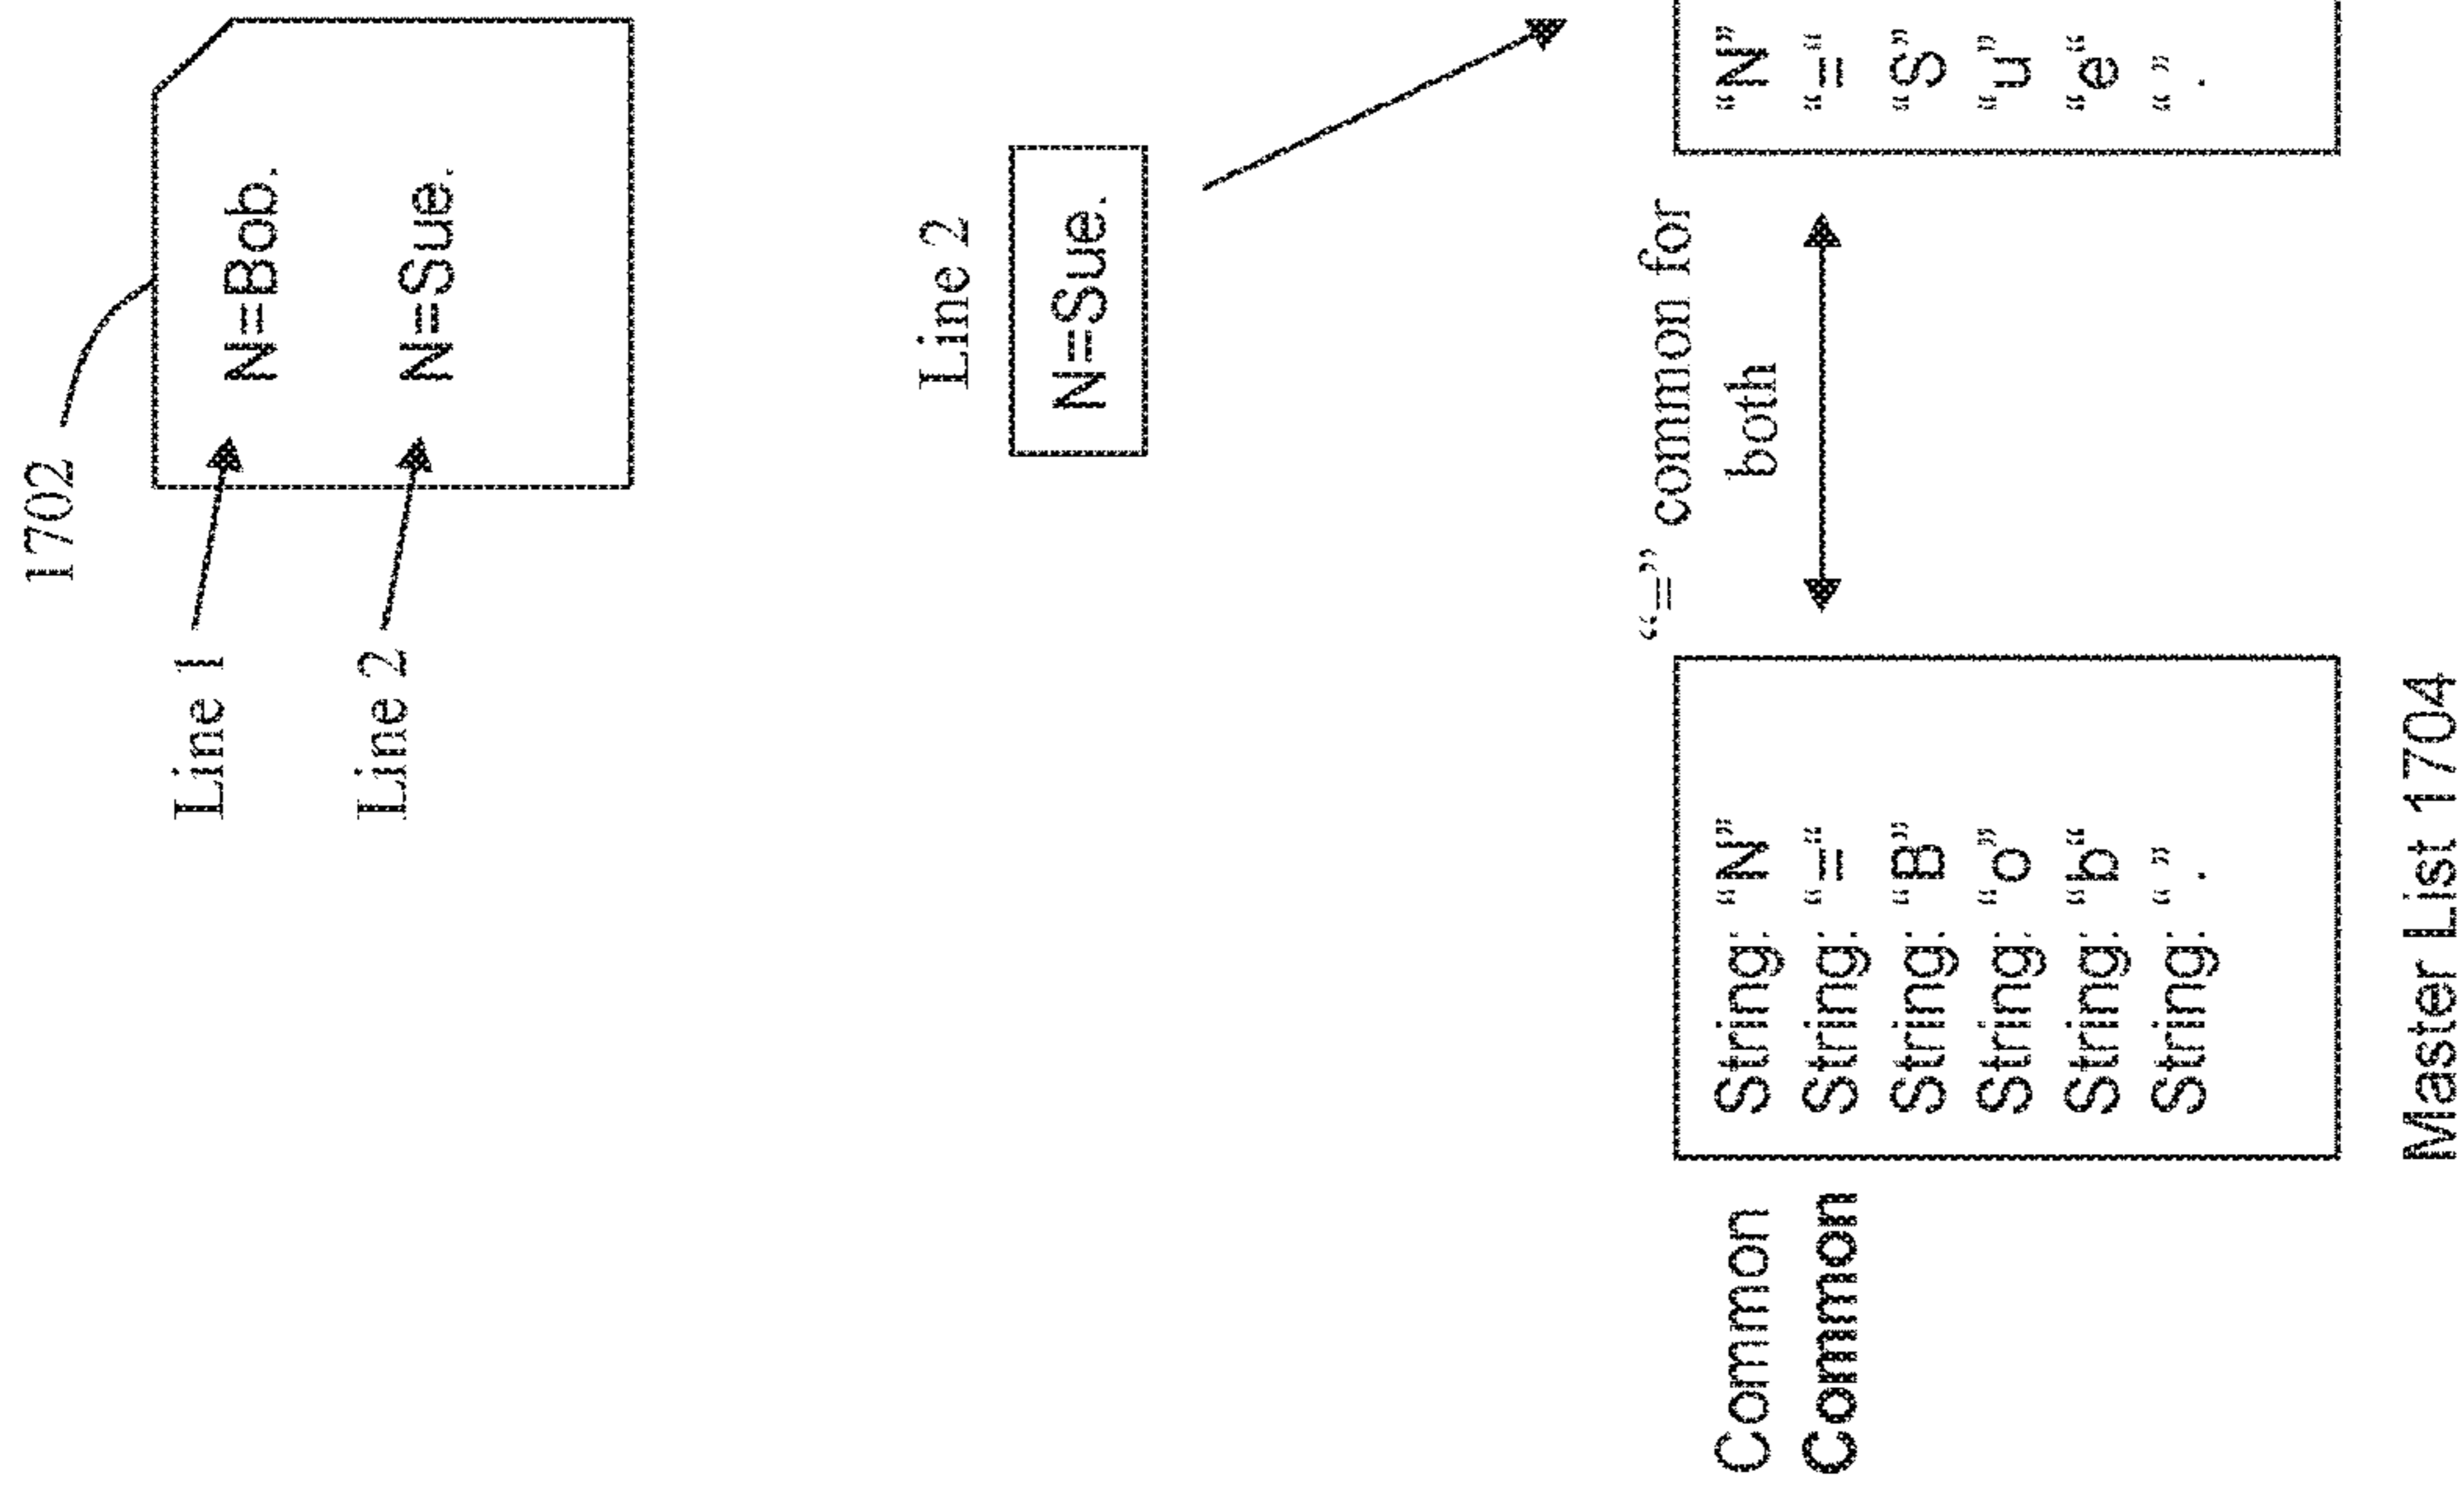 1702
Line 1
N=Bob.
Line 2
N=Sue.
Line 2
N=Sue.
“=” common for
both
Common String: “N”
Common String: “=“
String: “B”
String: “o”
String: “b“
String: “.”
“N”
“=“
“S”
“u”
“e“
“.”
Master List 1704